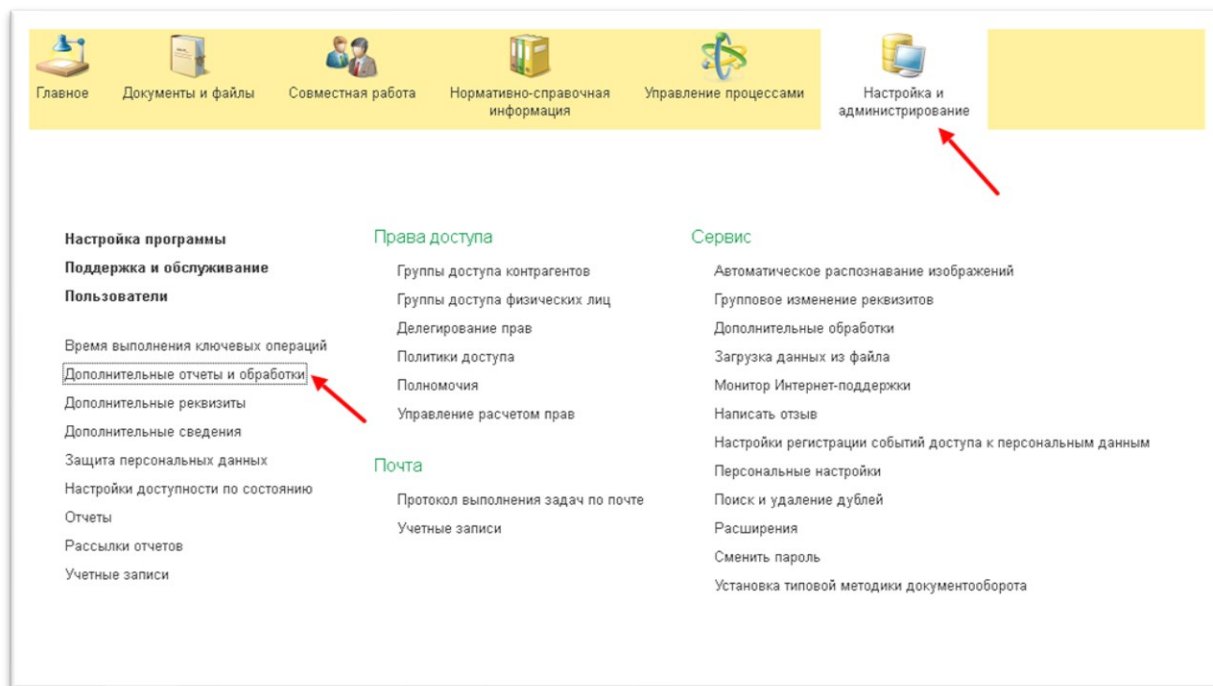 Главное
Документы и файлы
Совместная работа
Нормативно-справочная
информация
Управление процессами
Настройка и
администрирование
Настройка программы
Поддержка и обслуживание
Пользователи
Время выполнения ключевых операций
Дополнительные отчеты и обработки
Дополнительные реквизиты
Дополнительные сведения
Защита персональных данных
Настройки доступности по состоянию
Отчеты
Рассылки отчетов
Учетные записи
Права доступа
Группы доступа контрагентов
Группы доступа физических лиц
Делегирование прав
Политики доступа
Полномочия
Управление расчетом прав
Почта
Протокол выполнения задач по почте
Учетные записи
Сервис
Автоматическое распознавание изображений
Групповое изменение реквизитов
Дополнительные обработки
Загрузка данных из файла
Монитор Интернет-поддержки
Написать отзыв
Настройки регистрации событий доступа к персональным данным
Персональные настройки
Поиск и удаление дублей
Расширения
Сменить пароль
Установка типовой методики документооборота